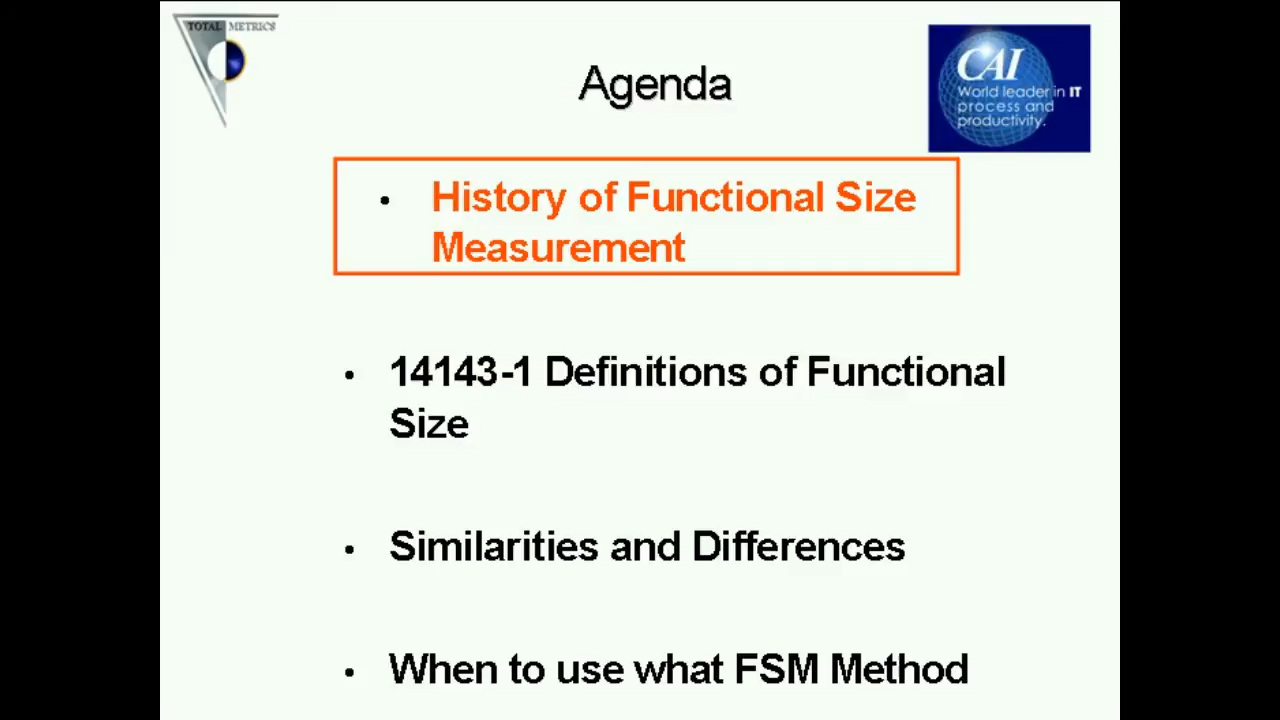 TOTAL METRICS
Agenda
CAI
World leader in IT
process and
productivity.
• History of Functional Size
Measurement
• 14143-1 Definitions of Functional
Size
• Similarities and Differences
• When to use what FSM Method